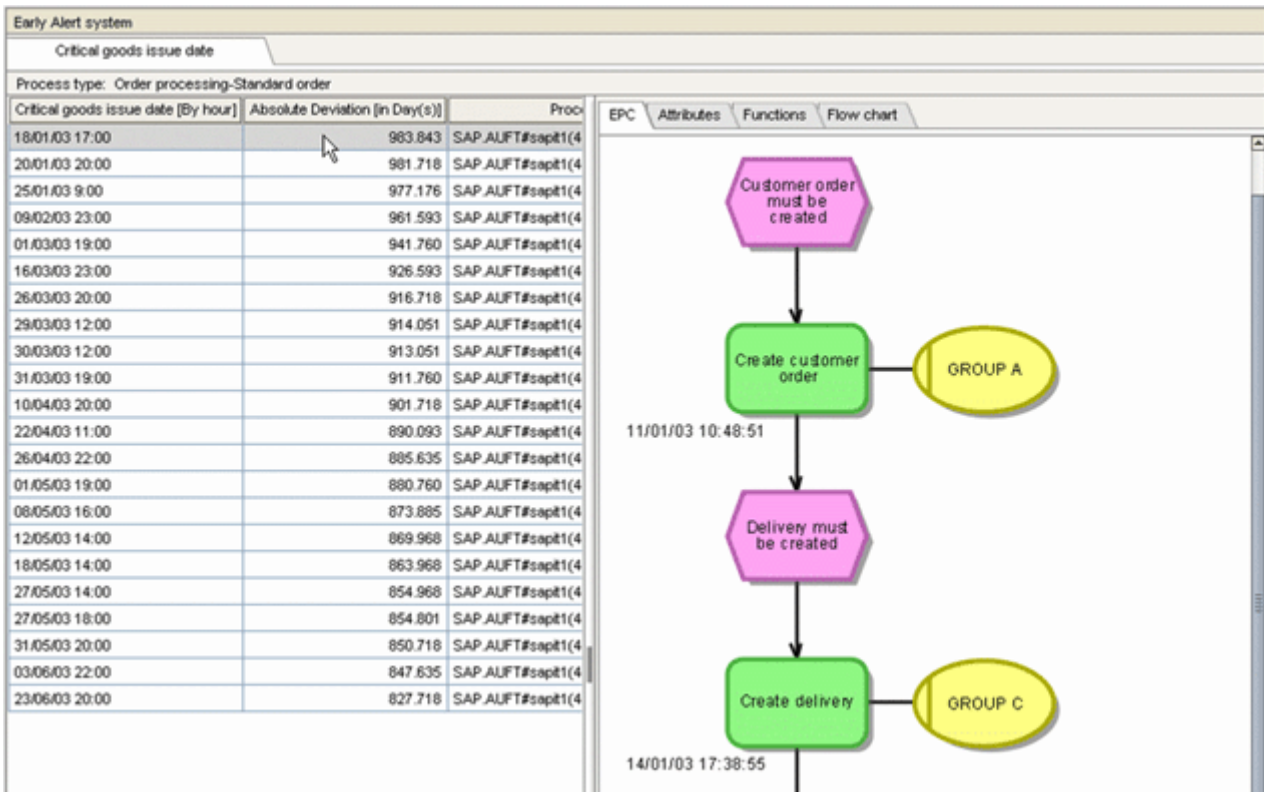 Early Alert system
Critical goods issue date
Process type: Order processing-Standard order
Critical goods issue date [By hour] Absolute Deviation [in Day(s)] Proc
18/01/03 17:00 983.843 SAP.AUFT#sapit1(4
20/01/03 20:00 981.718 SAP.AUFT#sapit1(4
25/01/03 9:00 977.176 SAP.AUFT#sapit1(4
09/02/03 23:00 961.593 SAP.AUFT#sapit1(4
01/03/03 19:00 941.760 SAP.AUFT#sapit1(4
16/03/03 23:00 926.593 SAP.AUFT#sapit1(4
26/03/03 20:00 916.718 SAP.AUFT#sapit1(4
29/03/03 12:00 914.051 SAP.AUFT#sapit1(4
30/03/03 12:00 913.051 SAP.AUFT#sapit1(4
31/03/03 19:00 911.760 SAP.AUFT#sapit1(4
10/04/03 20:00 901.718 SAP.AUFT#sapit1(4
22/04/03 11:00 890.093 SAP.AUFT#sapit1(4
26/04/03 22:00 885.635 SAP.AUFT#sapit1(4
01/05/03 19:00 880.760 SAP.AUFT#sapit1(4
08/05/03 16:00 873.885 SAP.AUFT#sapit1(4
12/05/03 14:00 869.968 SAP.AUFT#sapit1(4
18/05/03 14:00 863.968 SAP.AUFT#sapit1(4
27/05/03 14:00 854.968 SAP.AUFT#sapit1(4
27/05/03 18:00 854.801 SAP.AUFT#sapit1(4
31/05/03 20:00 850.718 SAP.AUFT#sapit1(4
03/06/03 22:00 847.635 SAP.AUFT#sapit1(4
23/06/03 20:00 827.718 SAP.AUFT#sapit1(4
EPC Attributes Functions Flow chart
Customer order
must be
created
Create customer
order
GROUP A
11/01/03 10:48:51
Delivery must
be created
Create delivery
GROUP C
14/01/03 17:38:55